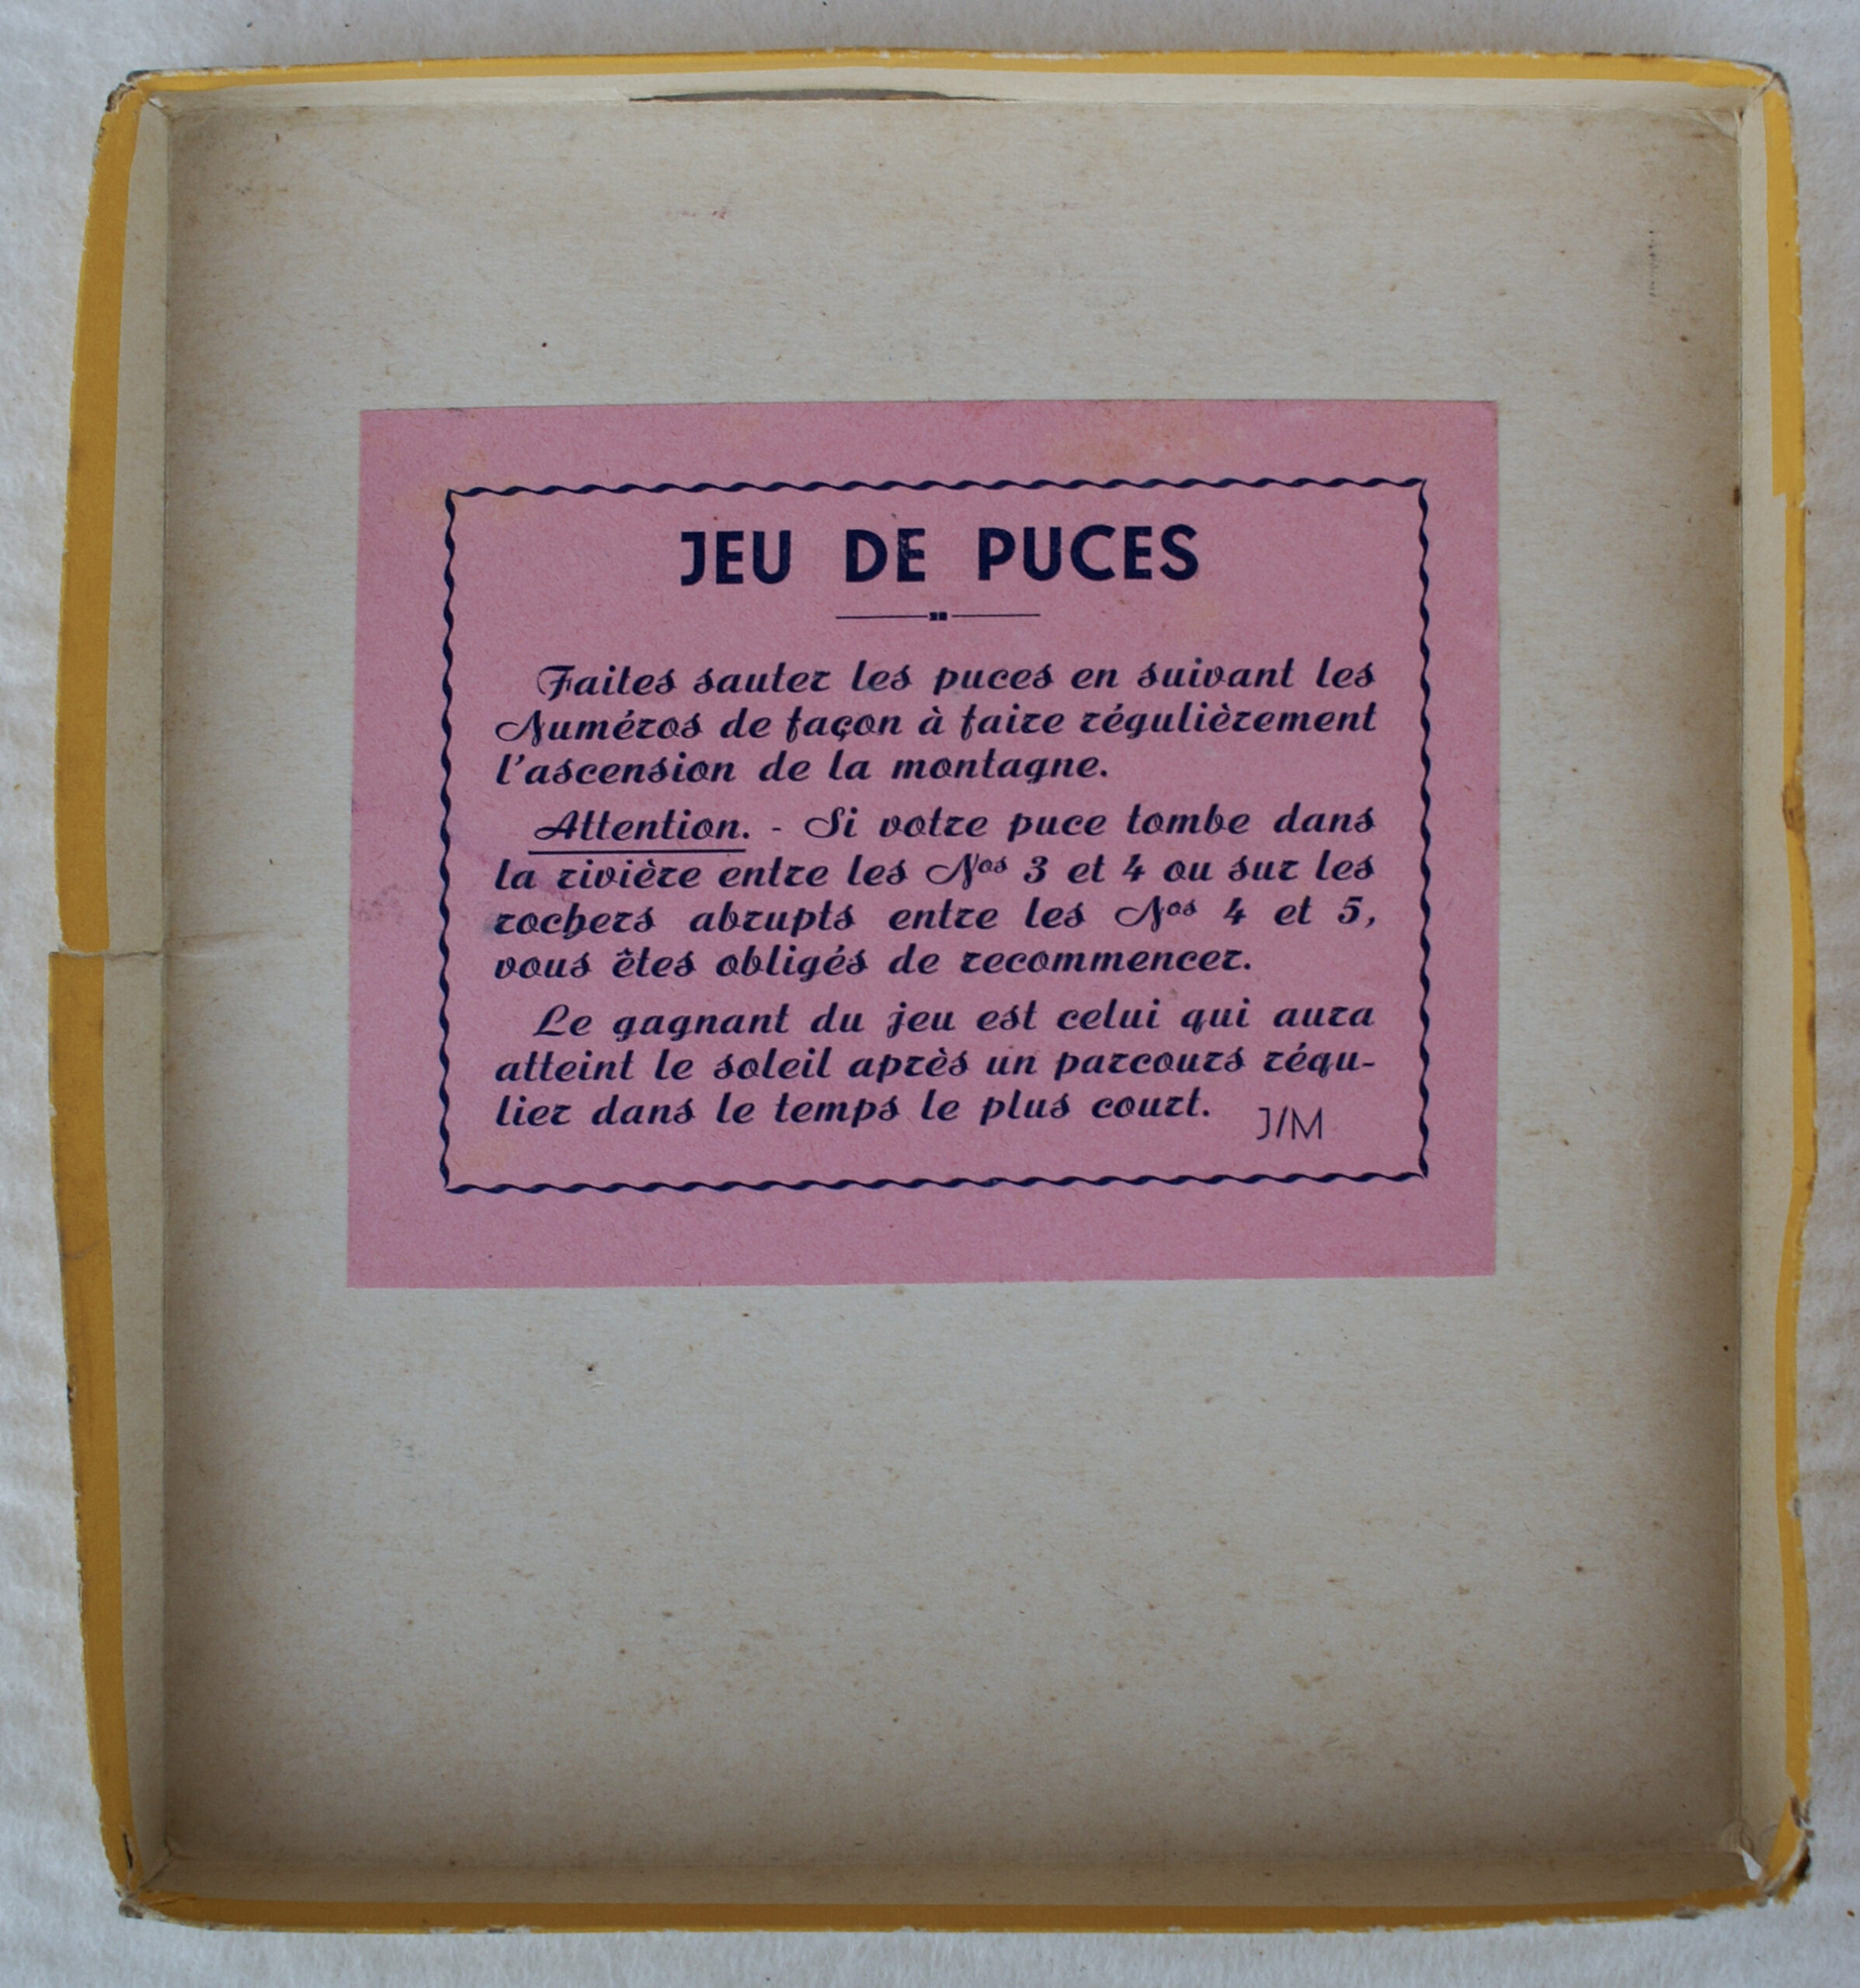 JEU DE PUCES
Faites sauter les puces en suivant les
Numéros de façon à faire régulièrement
l'ascension de la montagne.
Attention. - Si votre puce tombe dans
la rivière entre les Nos 3 et 4 ou sur les
rochers abrupts entre les Nos 4 et 5,
vous êtes obligés de recommencer.
Le gagnant du jeu est celui qui aura
atteint le soleil après un parcours régu-
lier dans le temps le plus court.
JIM